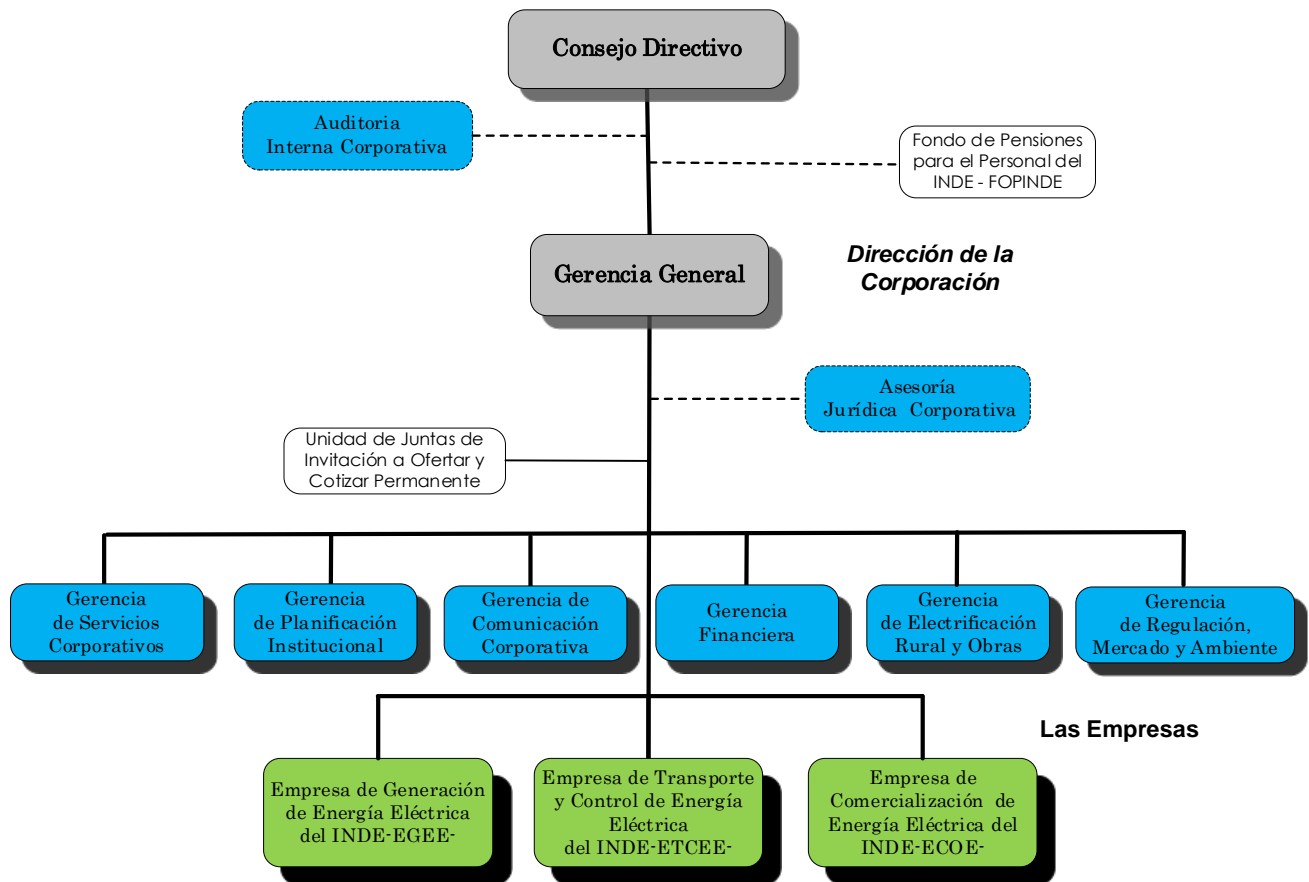 Consejo Directivo
Auditoria
Interna Corporativa
Fondo de Pensiones
para el Personal del
INDE - FOPINDE
Gerencia General
Dirección de la
Corporación
Asesoría
Jurídica Corporativa
Unidad de Juntas de
Invitación a Ofertar y
Cotizar Permanente
Gerencia
de Servicios
Corporativos
Gerencia
de Planificación
Institucional
Gerencia de
Comunicación
Corporativa
Gerencia
Financiera
Gerencia
de Electrificación
Rural y Obras
Gerencia
de Regulación,
Mercado y Ambiente
Las Empresas
Empresa de Generación
de Energía Eléctrica
del INDE-EGEE-
Empresa de Transporte
y Control de Energía
Eléctrica
del INDE-ETCEE-
Empresa de
Comercialización de
Energía Eléctrica del
INDE-ECOE-